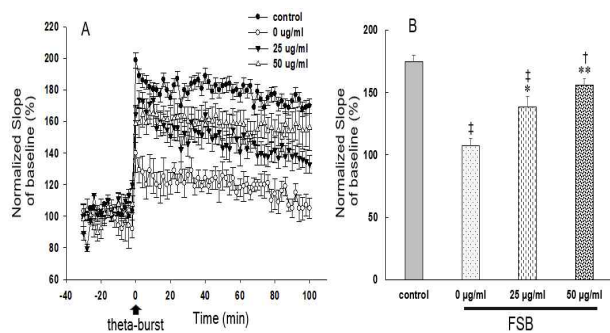 A
control
0 ug/ml
25 ug/ml
50 ug/ml
Normalized Slope
of baseline (%)
220
200
180
160
140
120
100
80
60
-40
-20
0
20
40
60
80
100
theta-burst
Time (min)
B
Normalized Slope
of baseline (%)
200
150
100
50
0
‡
‡
*
†
**
control
0 µg/ml
25 µg/ml
50 µg/ml
FSB